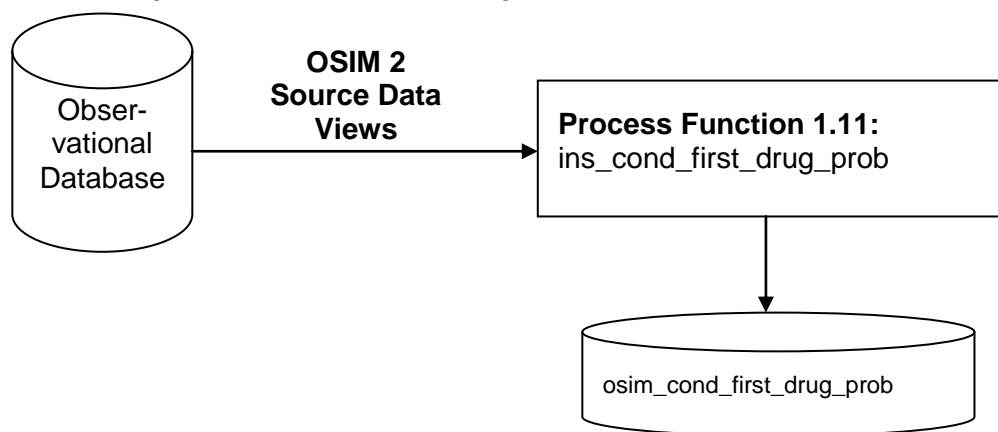 Obser-
vational
Database
OSIM 2
Source Data
Views
Process Function 1.11:
ins_cond_first_drug_prob
osim_cond_first_drug_prob